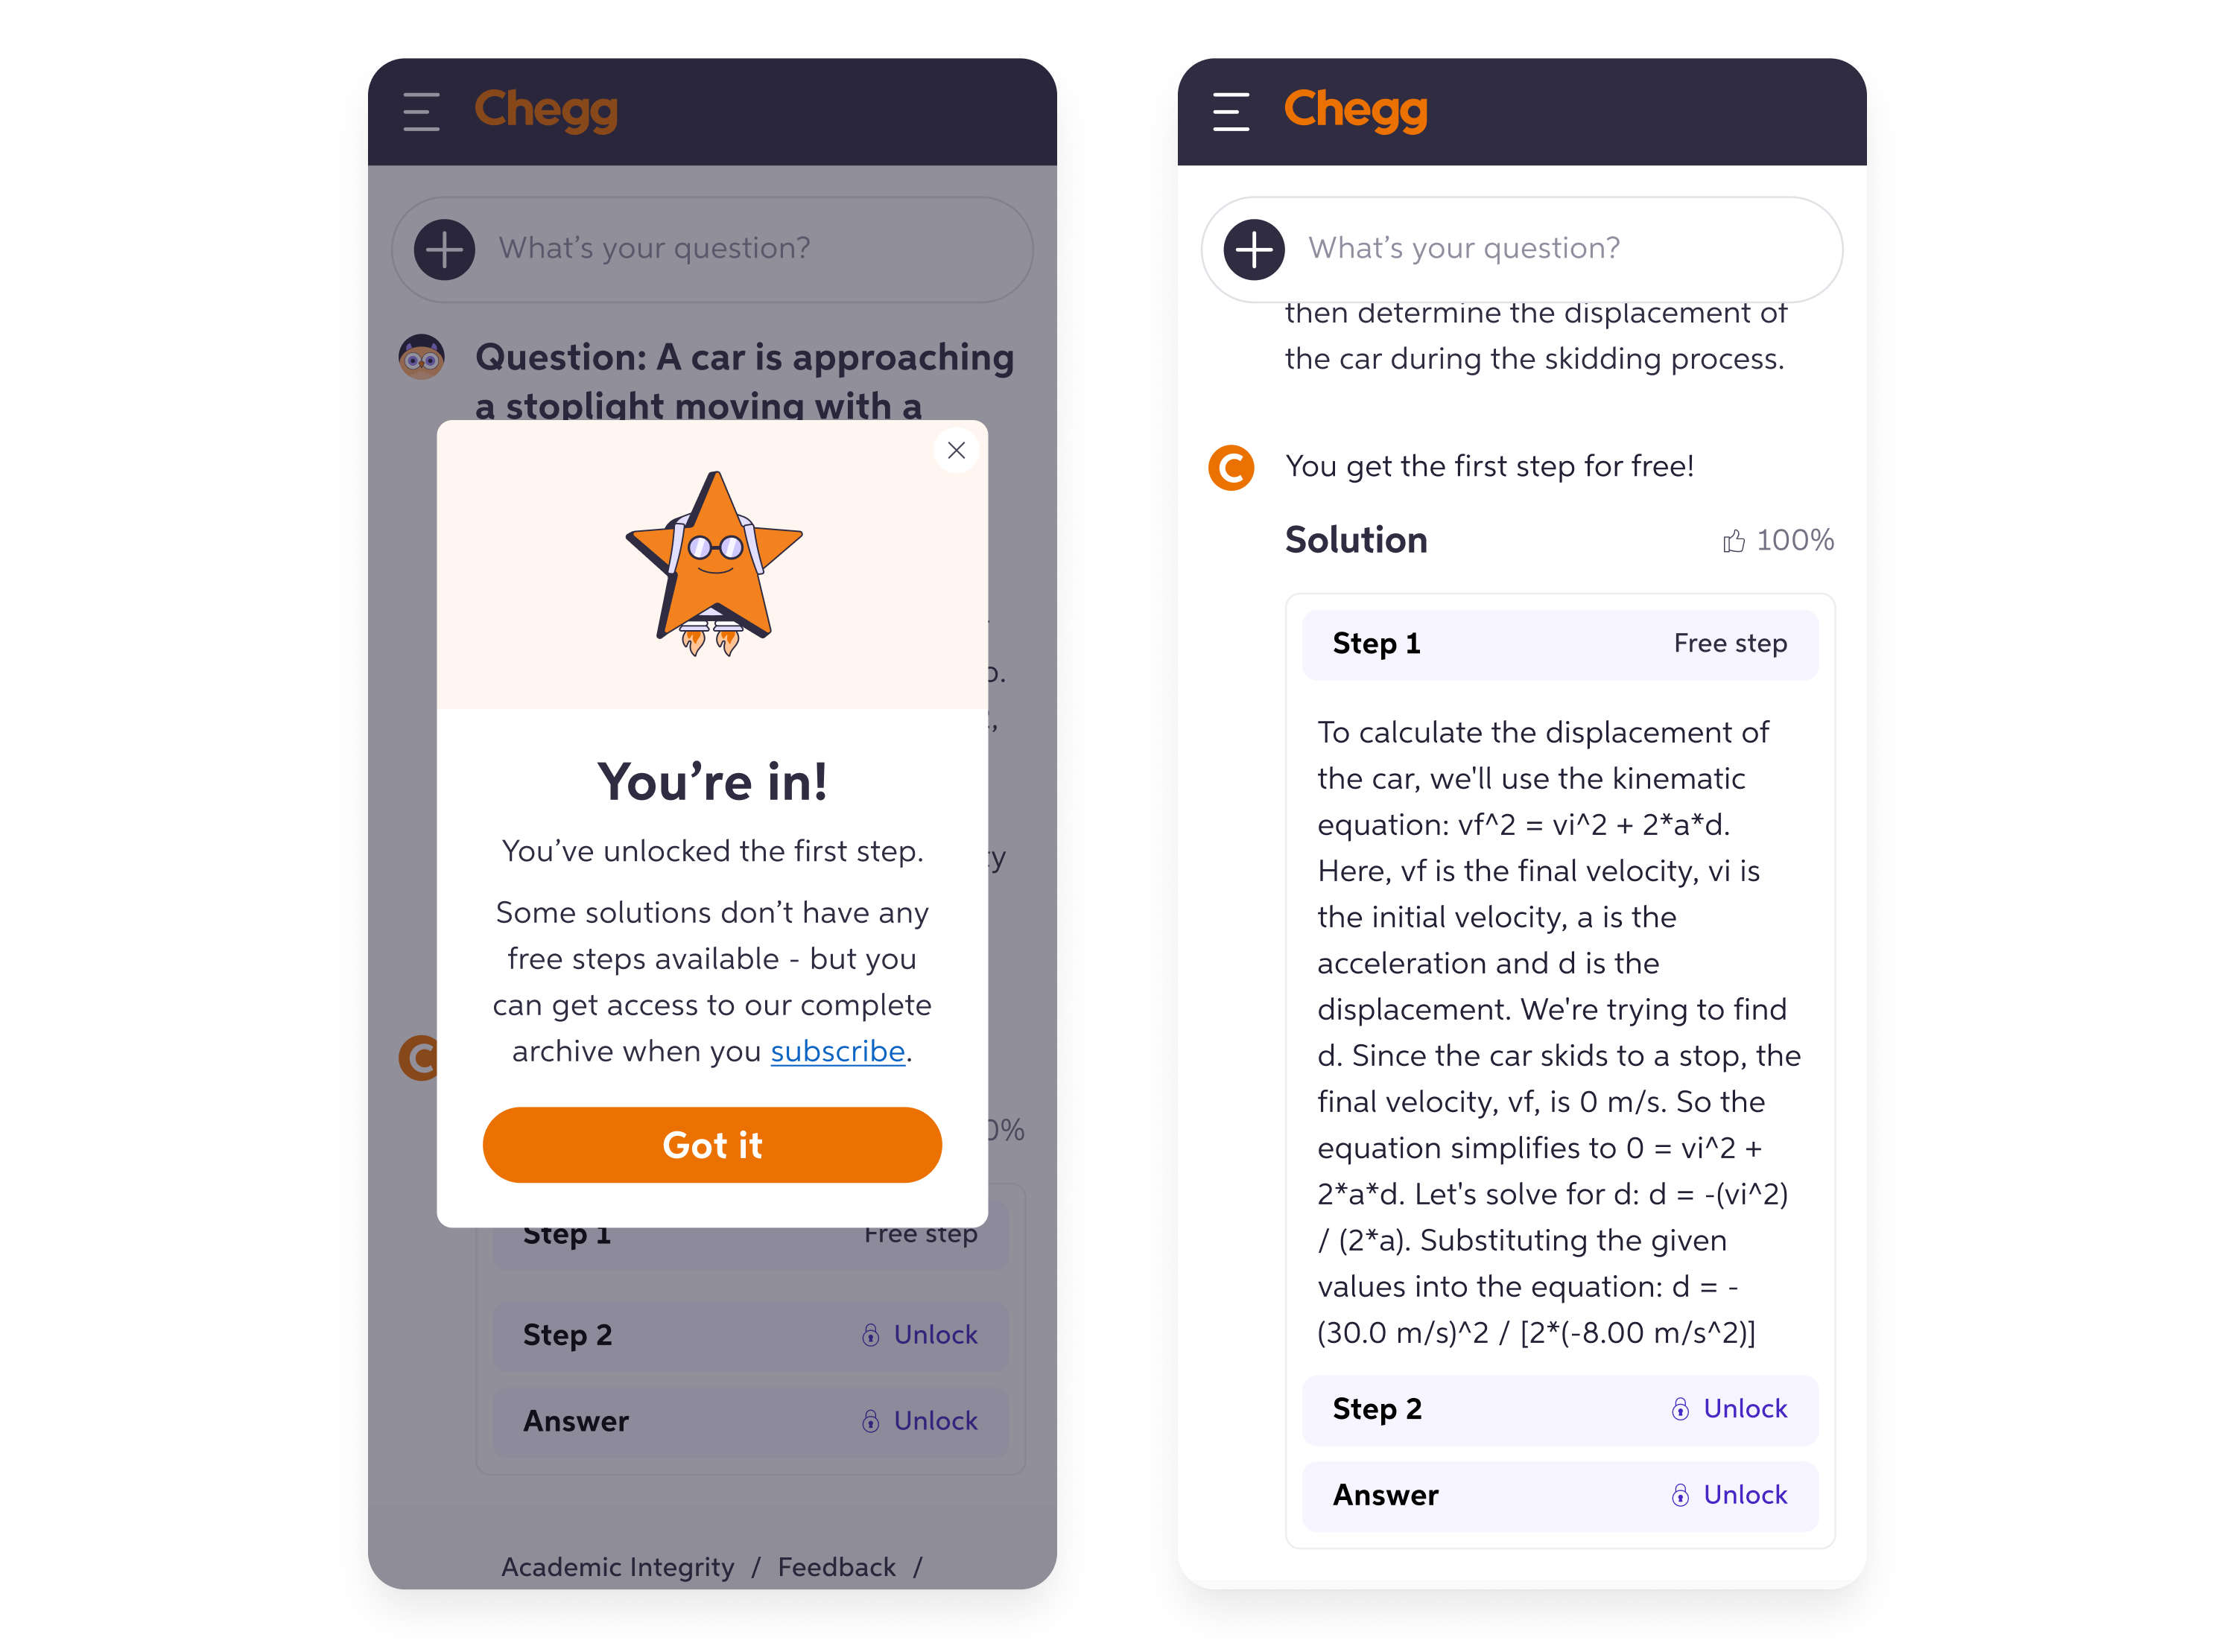 Chegg
What's your question?
Question: A car is approaching
a stoplight moving with a
You're in!
You've unlocked the first step.
Some solutions don't have any
free steps available - but you
can get access to our complete
archive when you subscribe.
Got it
Step 1 Free step
Step 2 Unlock
Answer Unlock
Academic Integrity / Feedback /
Chegg
What's your question?
then determine the displacement of
the car during the skidding process.
C You get the first step for free!
Solution 100%
Step 1 Free step
To calculate the displacement of
the car, we'll use the kinematic
equation: vf^2 = vi^2 + 2*a*d.
Here, vf is the final velocity, vi is
the initial velocity, a is the
acceleration and d is the
displacement. We're trying to find
d. Since the car skids to a stop, the
final velocity, vf, is 0 m/s. So the
equation simplifies to 0 = vi^2 +
2*a*d. Let's solve for d: d = -(vi^2)
/ (2*a). Substituting the given
values into the equation: d = -
(30.0 m/s)^2 / [2*(-8.00 m/s^2)]
Step 2 Unlock
Answer Unlock